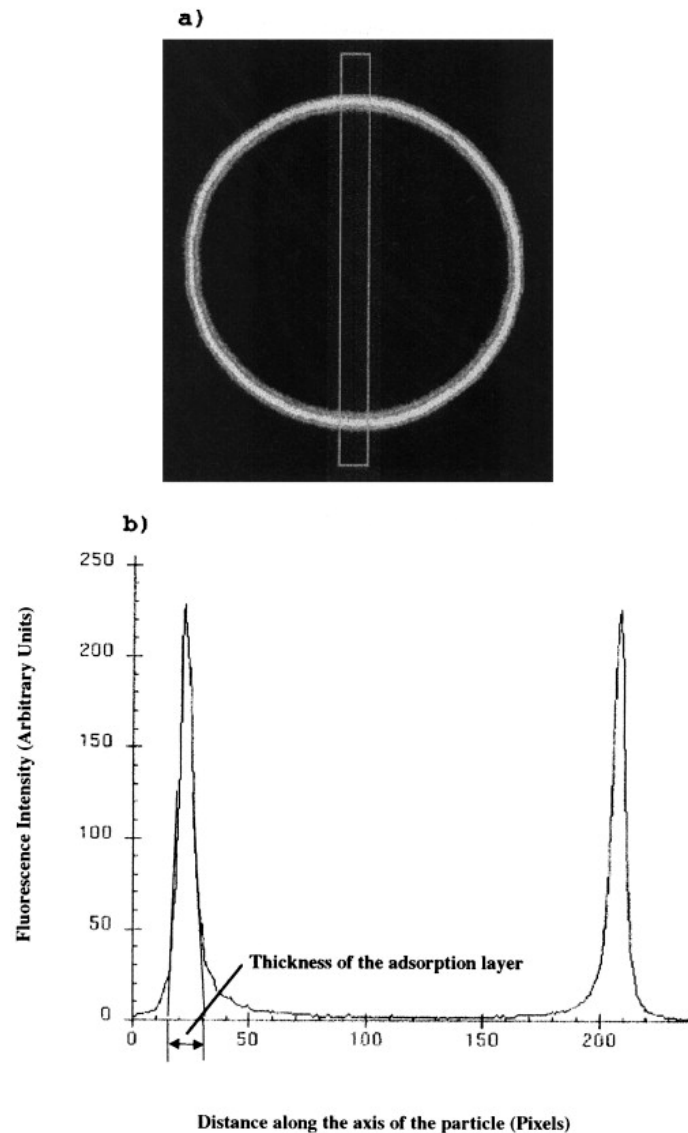 a)
b)
250
200
150
100
50
0
Fluorescence Intensity (Arbitrary Units)
Thickness of the adsorption layer
0 50 100 150 200
Distance along the axis of the particle (Pixels)